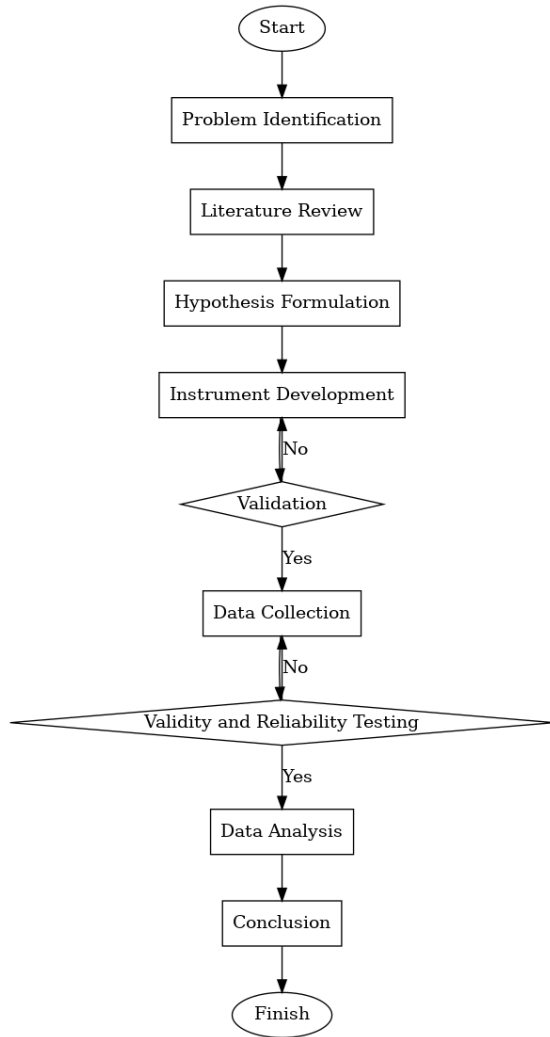 Start
Problem Identification
Literature Review
Hypothesis Formulation
Instrument Development
No
Validation
Yes
Data Collection
No
Validity and Reliability Testing
Yes
Data Analysis
Conclusion
Finish